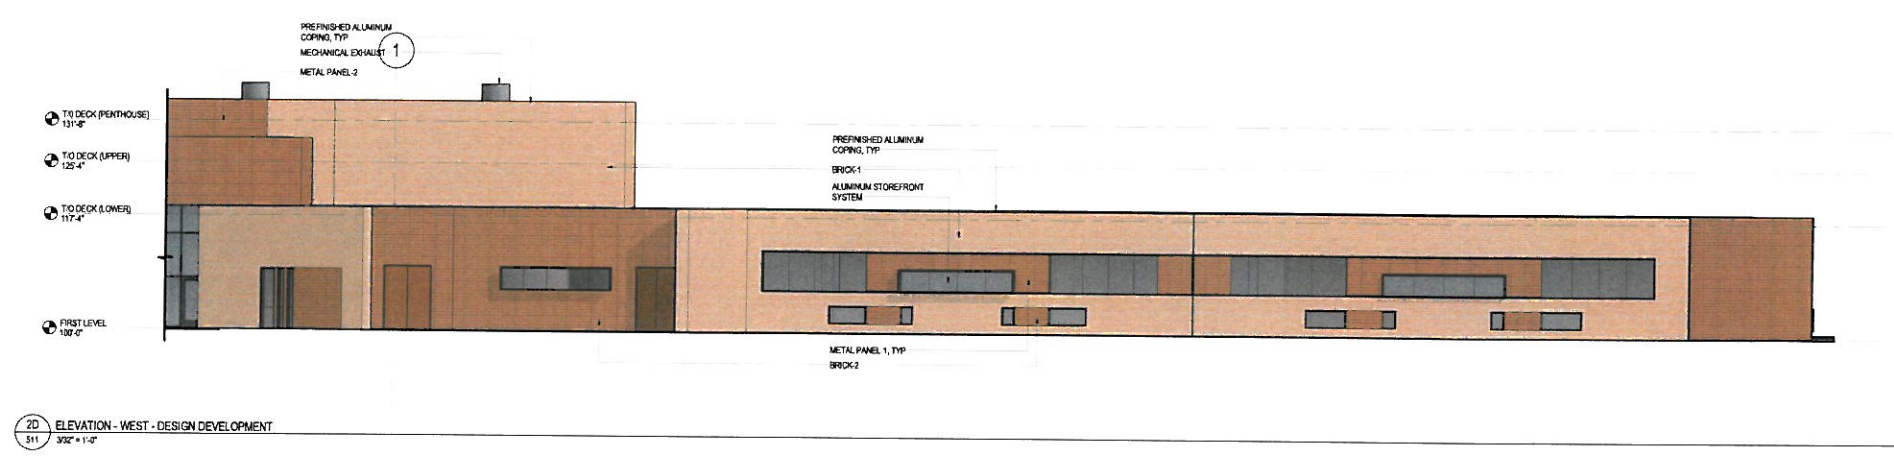 PREFINISHED ALUMINUM
COPING, TYP
MECHANICAL EXHAUST
1
METAL PANEL-2
T/O DECK (PENTHOUSE)
131'-8"
T/O DECK (UPPER)
125'-4"
T/O DECK (LOWER)
117'-4"
FIRST LEVEL
100'-0"
PREFINISHED ALUMINUM
COPING, TYP
BRICK-1
ALUMINUM STOREFRONT
SYSTEM
METAL PANEL 1, TYP
BRICK-2
2D
511
ELEVATION - WEST - DESIGN DEVELOPMENT
3/32" = 1'-0"